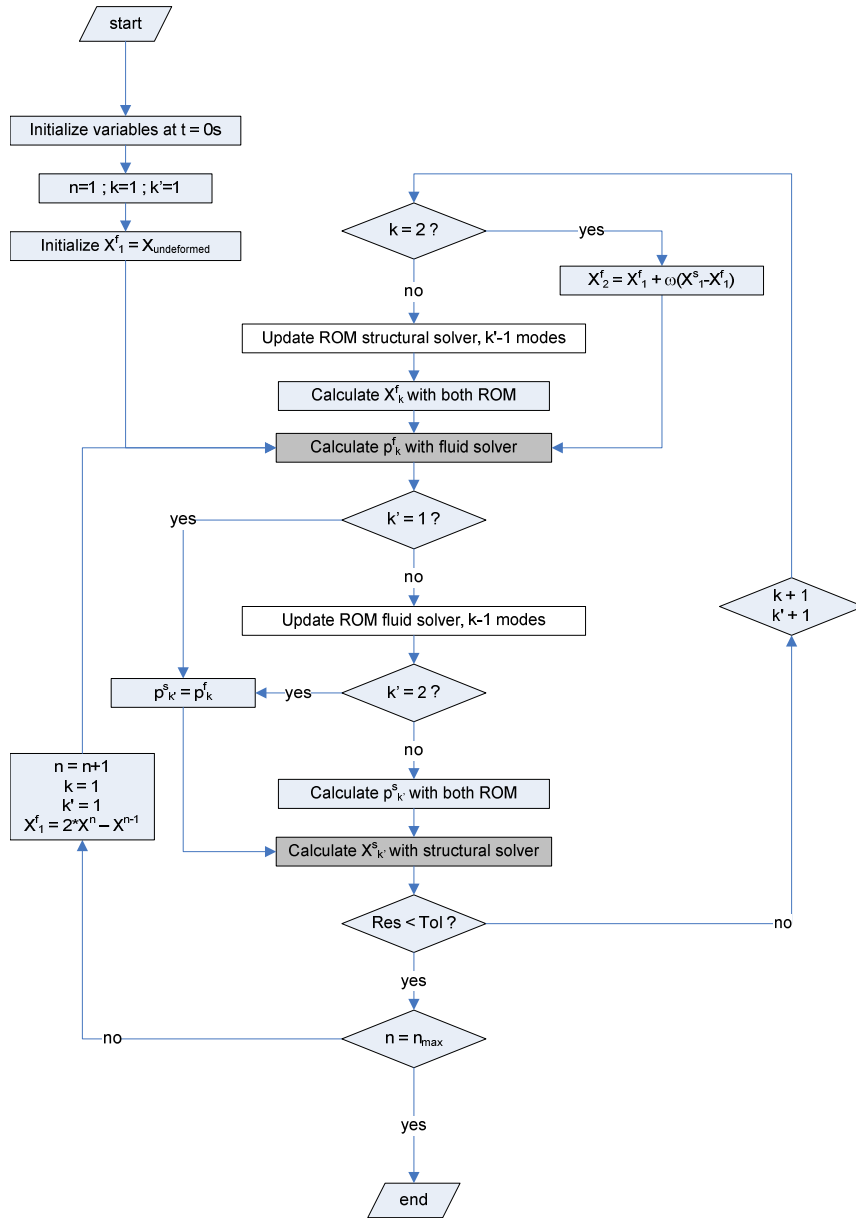 start
Initialize variables at t = 0s
n=1 ; k=1 ; k'=1
Initialize Xᶠ₁ = X undeformed
k = 2 ?
yes
Xᶠ₂ = Xᶠ₁ + ω(Xˢ₁-Xᶠ₁)
no
Update ROM structural solver, k'-1 modes
Calculate Xᶠₖ with both ROM
Calculate pᶠₖ with fluid solver
k' = 1 ?
yes
no
Update ROM fluid solver, k-1 modes
k + 1
k' + 1
k' = 2 ?
yes
pˢₖ' = pᶠₖ
no
Calculate pˢₖ' with both ROM
n = n+1
k = 1
k' = 1
Xᶠ₁ = 2*Xⁿ – Xⁿ⁻¹
Calculate Xˢₖ' with structural solver
Res < Tol ?
no
yes
n = nₘₐₓ
no
yes
end